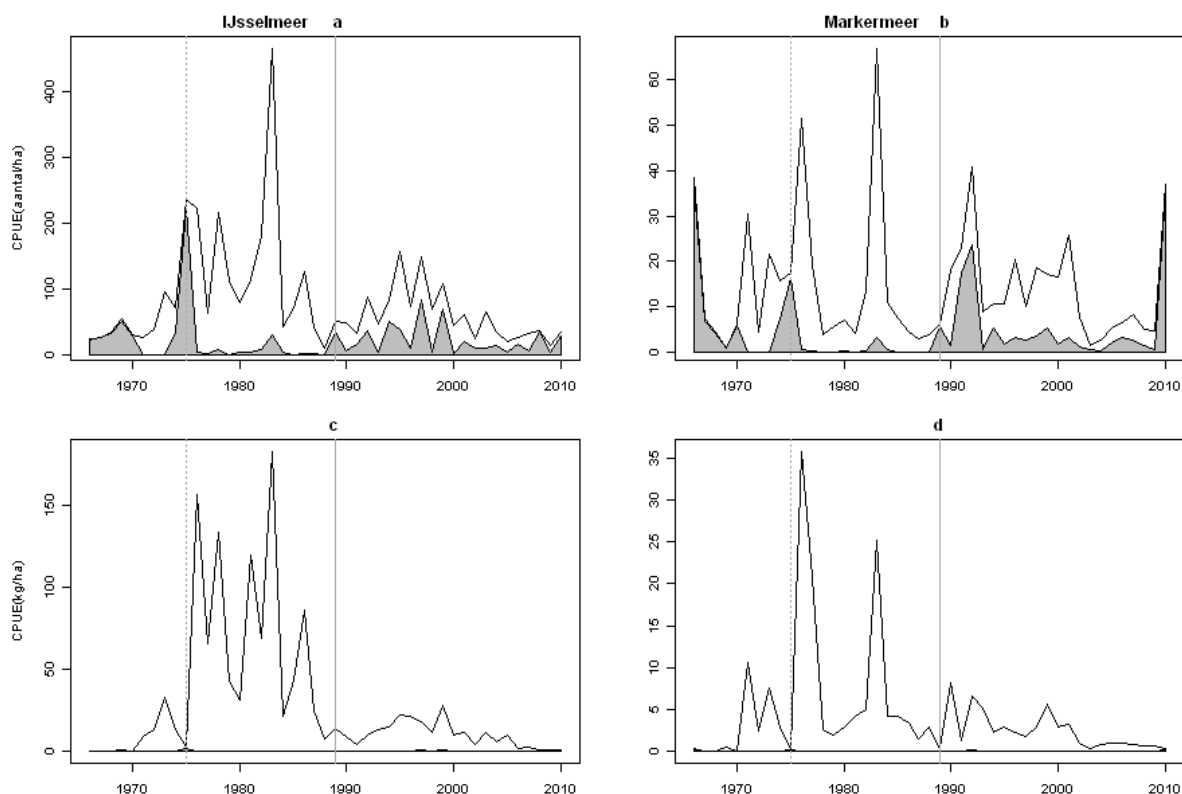 IJsselmeer a
CPUE(aantal/ha)
0 100 200 300 400
1970 1980 1990 2000 2010
Markermeer b
0 10 20 30 40 50 60
1970 1980 1990 2000 2010
c
CPUE(kg/ha)
0 50 100 150
1970 1980 1990 2000 2010
d
0 5 10 15 20 25 30 35
1970 1980 1990 2000 2010